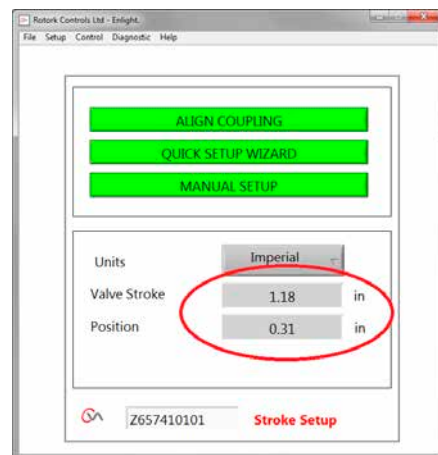 Rotork Controls Ltd - Enlight.
File Setup Control Diagnostic Help
ALIGN COUPLING
QUICK SETUP WIZARD
MANUAL SETUP
Units Imperial
Valve Stroke 1.18 in
Position 0.31 in
Z657410101 Stroke Setup